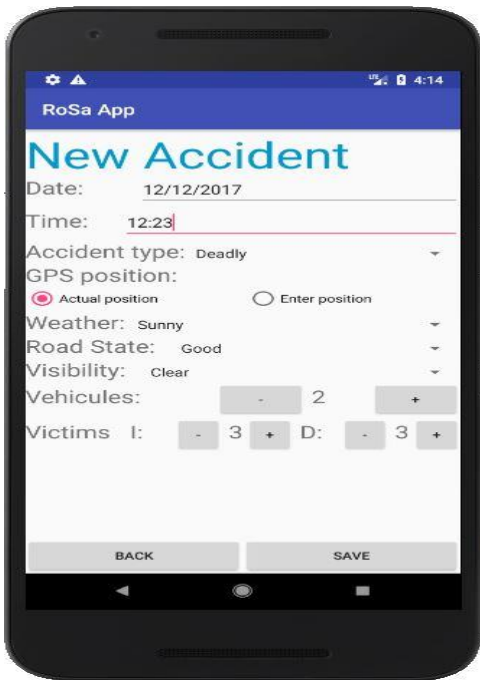 4:14
RoSa App
New Accident
Date: 12/12/2017
Time: 12:23
Accident type: Deadly
GPS position:
Actual position Enter position
Weather: Sunny
Road State: Good
Visibility: Clear
Vehicules: - 2 +
Victims I: - 3 + D: - 3 +
BACK SAVE